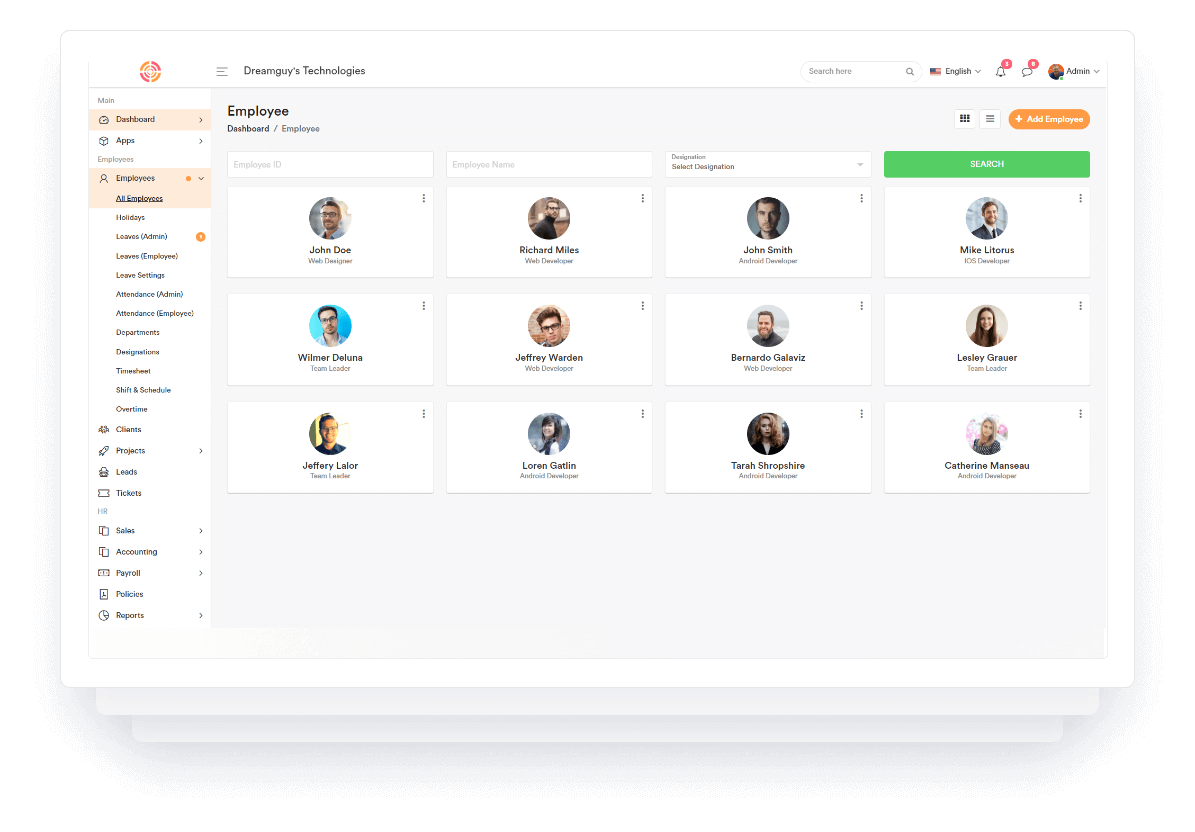 Dreamguy's Technologies
Search here
English
3
8
Admin
Main
Dashboard
Apps
Employees
Employees
All Employees
Holidays
Leaves (Admin)
1
Leaves (Employee)
Leave Settings
Attendance (Admin)
Attendance (Employee)
Departments
Designations
Timesheet
Shift & Schedule
Overtime
Clients
Projects
Leads
Tickets
HR
Sales
Accounting
Payroll
Policies
Reports
Employee
Dashboard / Employee
+ Add Employee
Employee ID
Employee Name
Designation
Select Designation
SEARCH
John Doe
Web Designer
Richard Miles
Web Developer
John Smith
Android Developer
Mike Litorus
IOS Developer
Wilmer Deluna
Team Leader
Jeffrey Warden
Web Developer
Bernardo Galaviz
Web Developer
Lesley Grauer
Team Leader
Jeffery Lalor
Team Leader
Loren Gatlin
Android Developer
Tarah Shropshire
Android Developer
Catherine Manseau
Android Developer